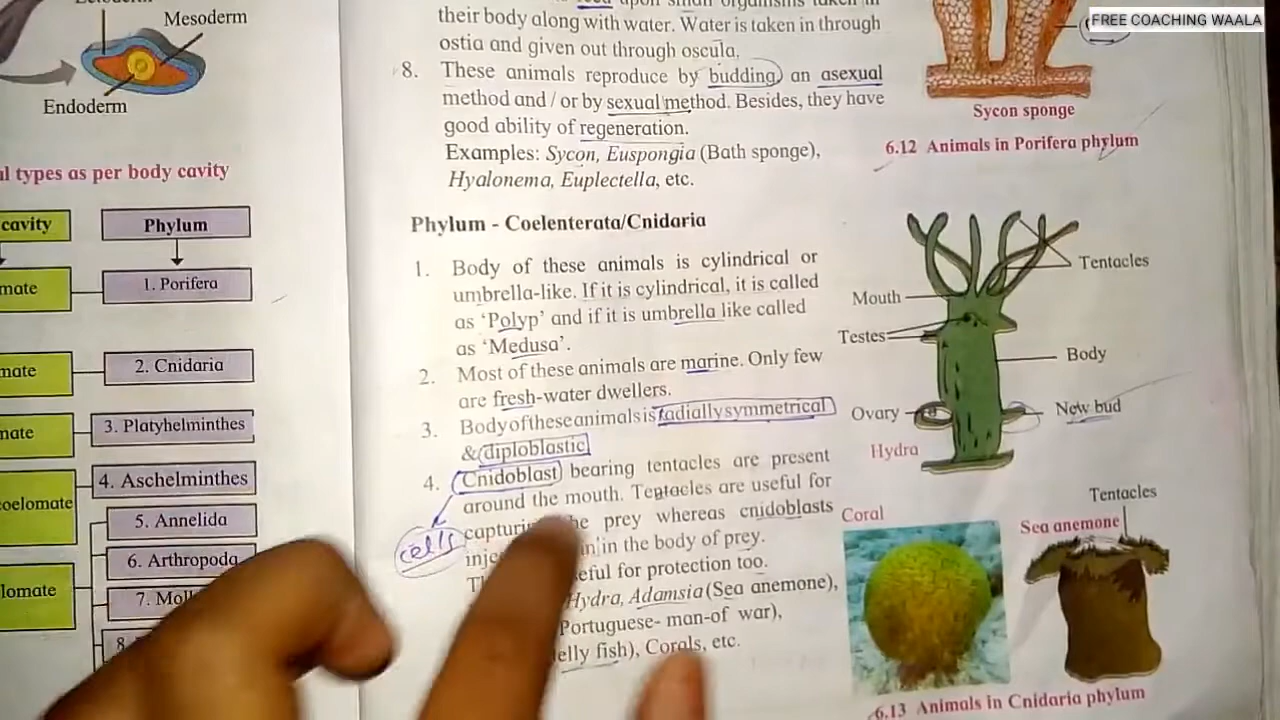 Mesoderm
Endoderm
l types as per body cavity
cavity
Phylum
mate
1. Porifera
mate
2. Cnidaria
mate
3. Platyhelminthes
4. Aschelminthes
oelomate
5. Annelida
6. Arthropoda
lomate
7. Moll
8.
their body along with water. Water is taken in through
ostia and given out through oscula.
8. These animals reproduce by budding, an asexual
method and / or by sexual method. Besides, they have
good ability of regeneration.
Examples: Sycon, Euspongia (Bath sponge),
Hyalonema, Euplectella, etc.
Phylum - Coelenterata/Cnidaria
1. Body of these animals is cylindrical or
umbrella-like. If it is cylindrical, it is called
as ‘Polyp’ and if it is umbrella like called
as ‘Medusa’.
2. Most of these animals are marine. Only few
are fresh-water dwellers.
3. Body of these animals is radially symmetrical
& diploblastic
4. Cnidoblast bearing tentacles are present
around the mouth. Tentacles are useful for
he prey whereas cnidoblasts
cells
in the body of prey.
eful for protection too.
Hydra, Adamsia (Sea anemone),
Portuguese- man-of war),
elly fish), Corals, etc.
FREE COACHING WAALA
Sycon sponge
6.12 Animals in Porifera phylum
Tentacles
Mouth
Testes
Body
Ovary
New bud
Hydra
Tentacles
Coral
Sea anemone
6.13 Animals in Cnidaria phylum